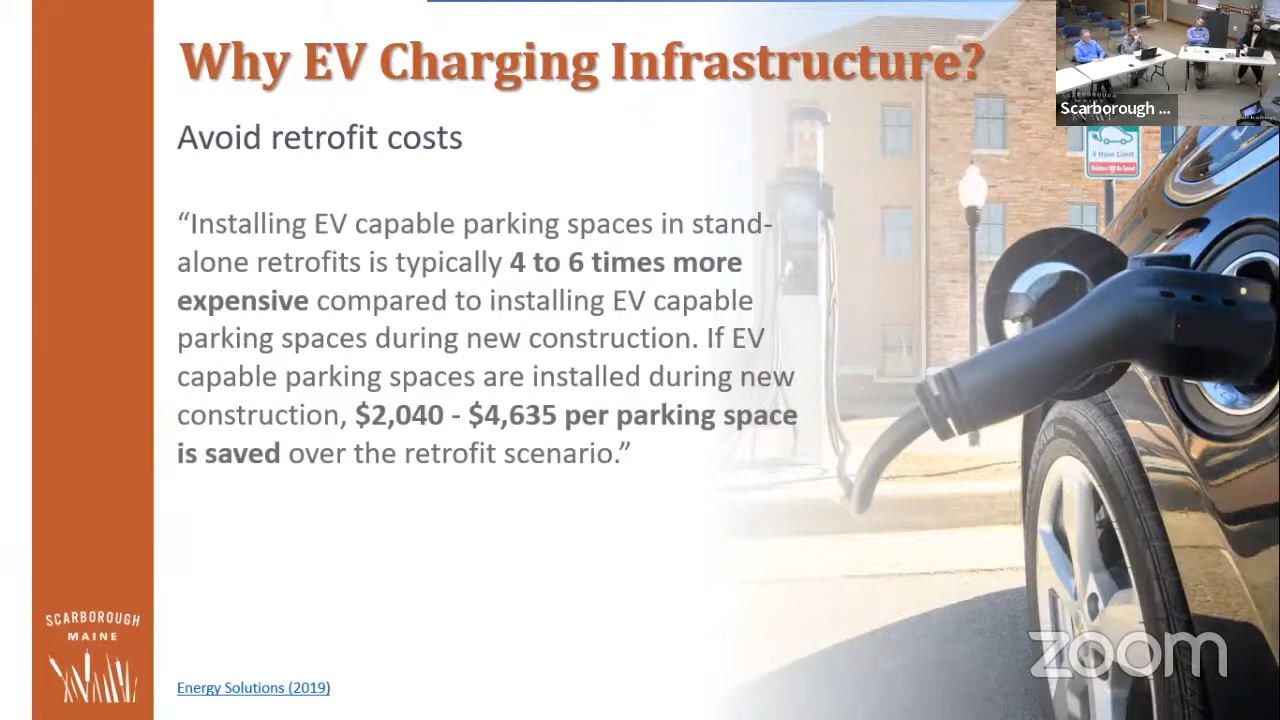 Why EV Charging Infrastructure?
Avoid retrofit costs
“Installing EV capable parking spaces in stand-
alone retrofits is typically 4 to 6 times more
expensive compared to installing EV capable
parking spaces during new construction. If EV
capable parking spaces are installed during new
construction, $2,040 - $4,635 per parking space
is saved over the retrofit scenario.”
Energy Solutions (2019)
SCARBOROUGH
MAINE
Scarborough ...
4 Hour Limit
zoom